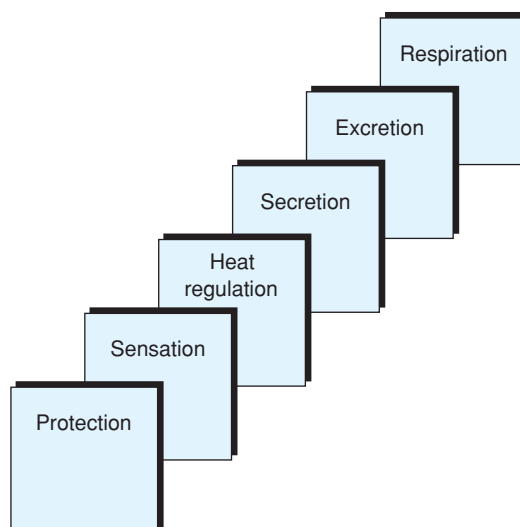 Respiration
Excretion
Secretion
Heat
regulation
Sensation
Protection